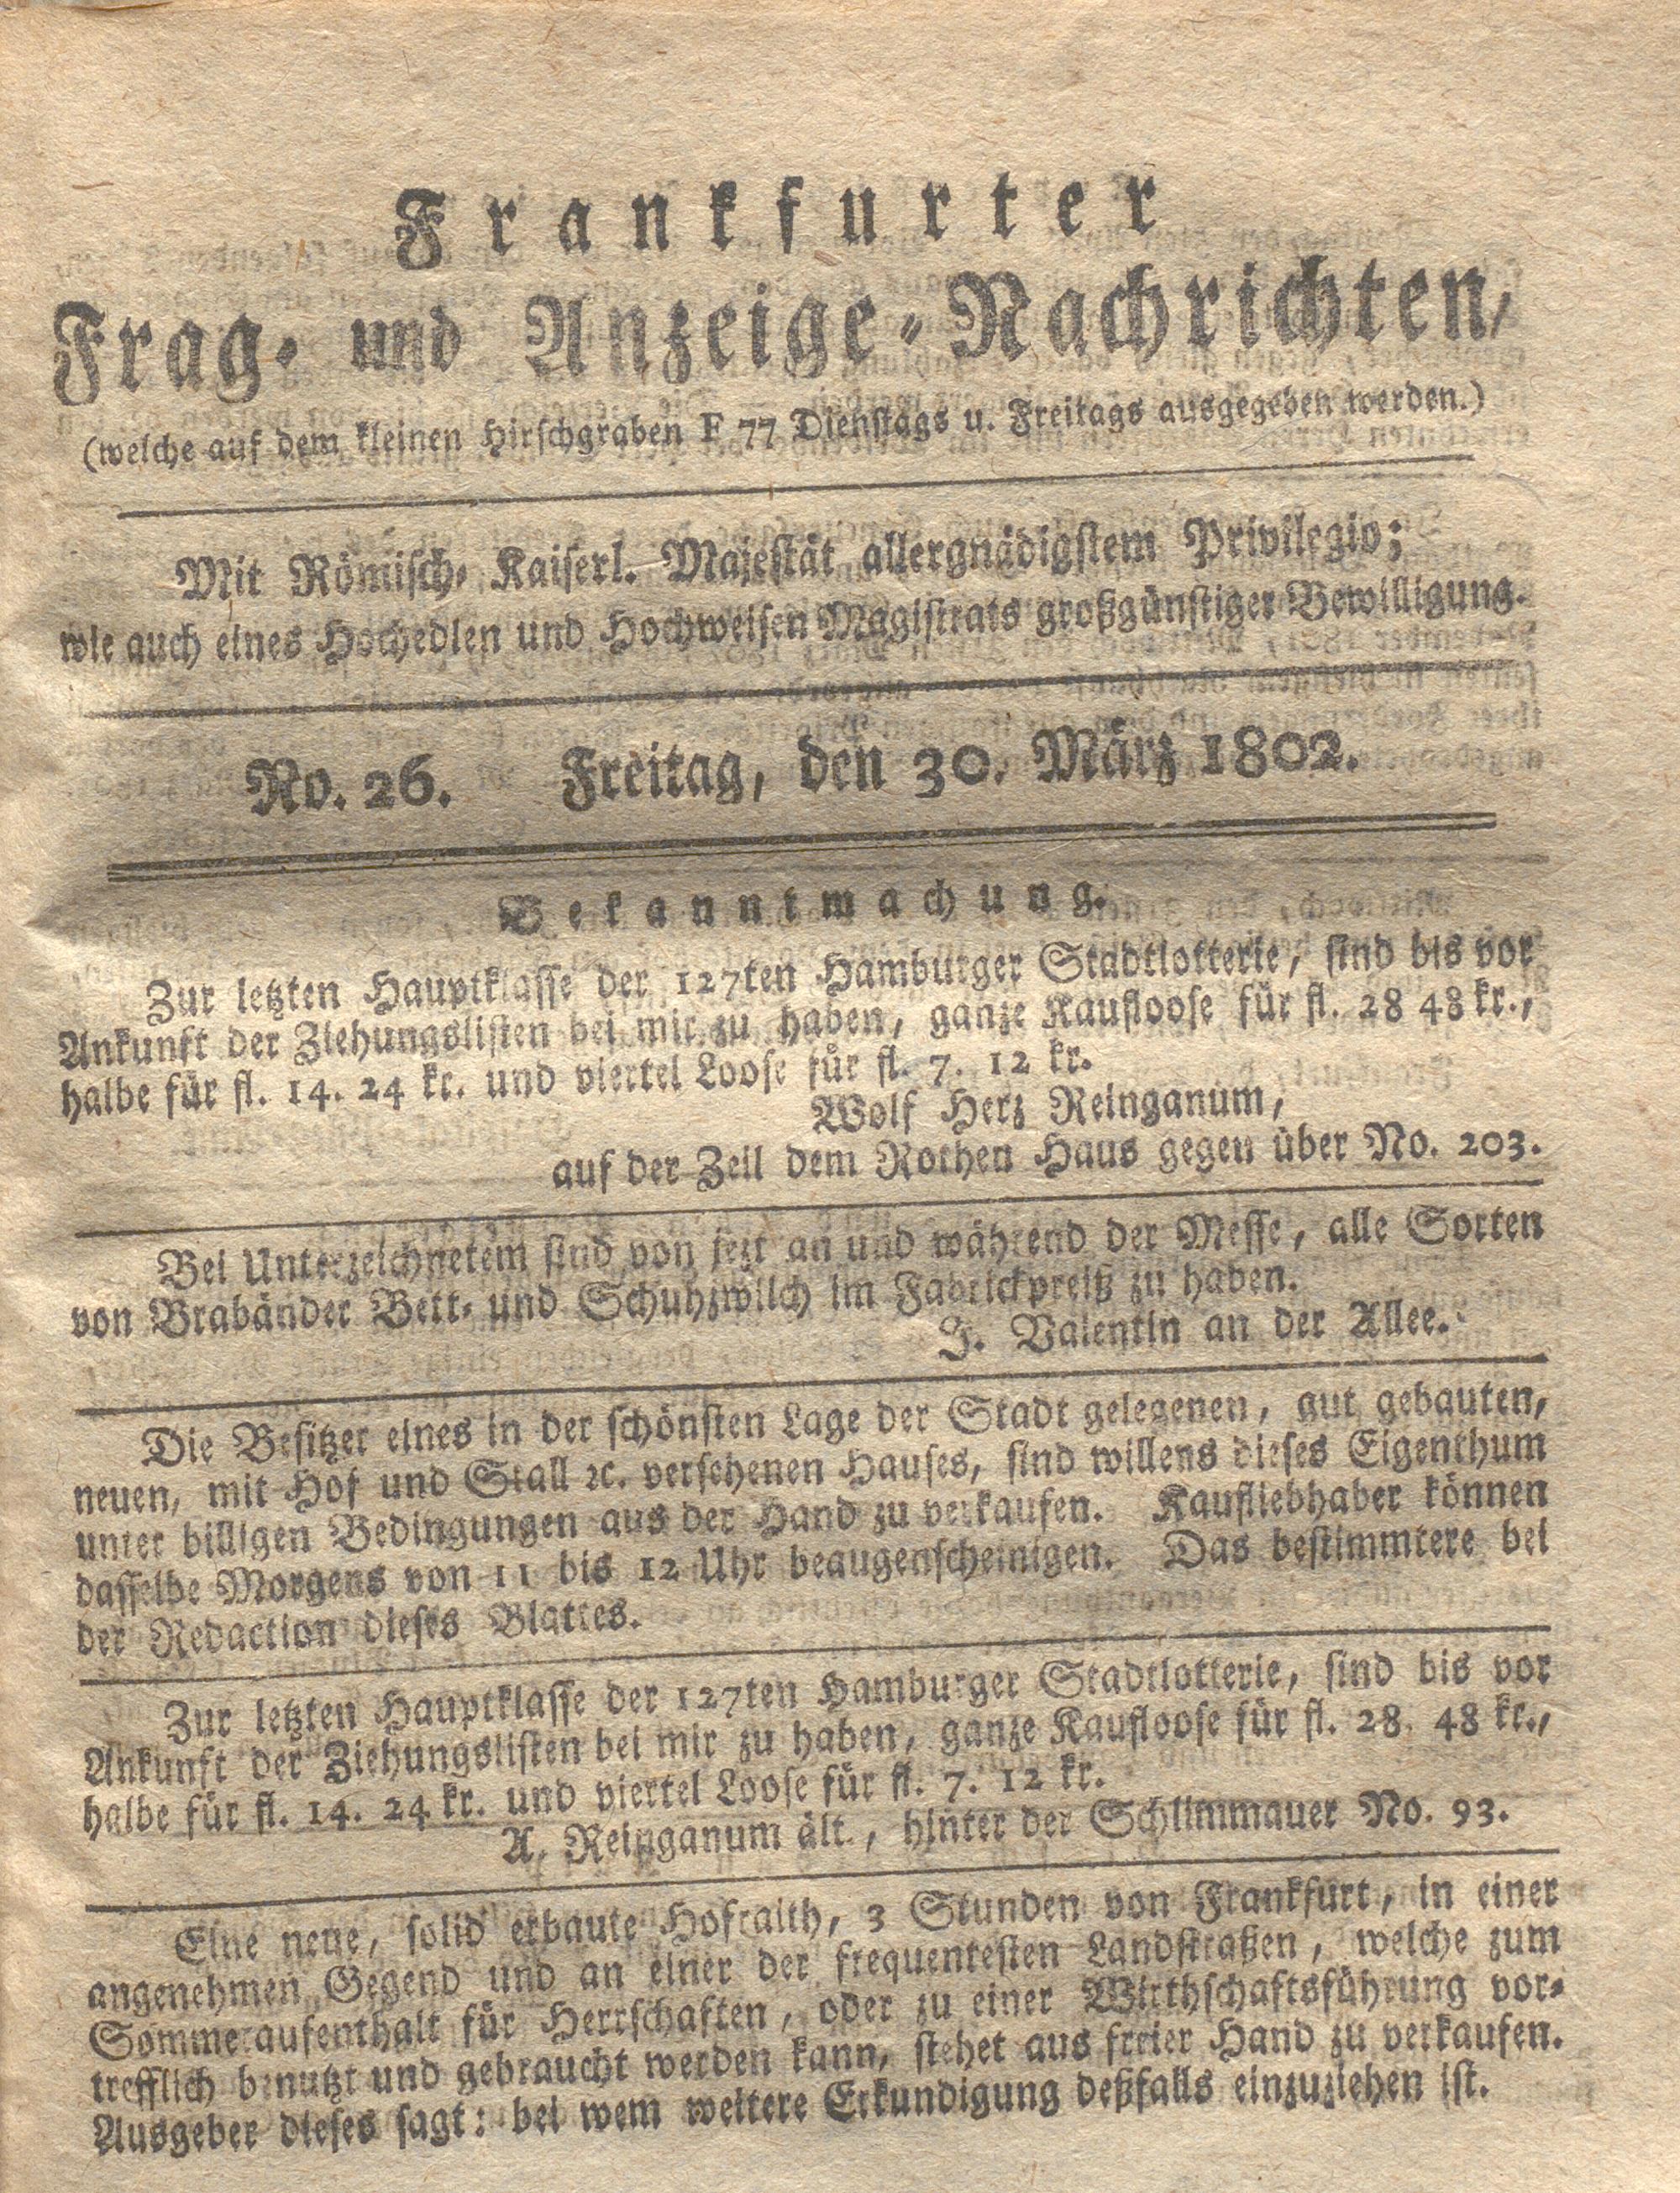 Frankfurter
Frag- und Anzeige-Nachrichten,
(welche auf dem kleinen Hirschgraben F 77 Dienstags u. Freitags ausgegeben werden.)
Mit Römisch-Kaiserl. Majestät allergnädigstem Privilegio;
wie auch eines Hochedlen und Hochweisen Magistrats großgünstiger Bewilligung.
No. 26. Freitag, den 30. März 1802.
Bekanntmachung.
Zur letzten Hauptklasse der 127ten Hamburger Stadtlotterie, sind bis vor
Ankunft der Ziehungslisten bei mir zu haben, ganze Kaufloose für fl. 28 48 kr.,
halbe für fl. 14. 24 kr. und viertel Loose für fl. 7. 12 kr.
Wolf Herz Reinganum,
auf der Zeil dem Rothen Haus gegen über No. 203.
Bei Unterzeichnetem sind von jezt an und während der Messe, alle Sorten
von Brabänder Bett- und Schuhzwilch im Fabrickpreiß zu haben.
J. Valentin an der Allee.
Die Besitzer eines in der schönsten Lage der Stadt gelegenen, gut gebauten,
neuen, mit Hof und Stall ꝛc. versehenen Hauses, sind willens dieses Eigenthum
unter billigen Bedingungen aus der Hand zu verkaufen. Kaufliebhaber können
dasselbe Morgens von 11 bis 12 Uhr beaugenscheinigen. Das bestimmtere bei
der Redaction dieses Blattes.
Zur letzten Hauptklasse der 127ten Hamburger Stadtlotterie, sind bis vor
Ankunft der Ziehungslisten bei mir zu haben, ganze Kaufloose für fl. 28. 48 kr.,
halbe für fl. 14. 24 kr. und viertel Loose für fl. 7. 12 kr.
A. Reinganum ält., hinter der Schlimmauer No. 93.
Eine neue, solid erbaute Hofraith, 3 Stunden von Frankfurt, in einer
angenehmen Gegend und an einer der frequentesten Landstraßen, welche zum
Sommeraufenthalt für Herrschaften, oder zu einer Wirthschaftsführung vor-
trefflich benutzt und gebraucht werden kann, stehet aus freier Hand zu verkaufen.
Ausgeber dieses sagt: bei wem weitere Erkundigung deßfalls einzuziehen ist.